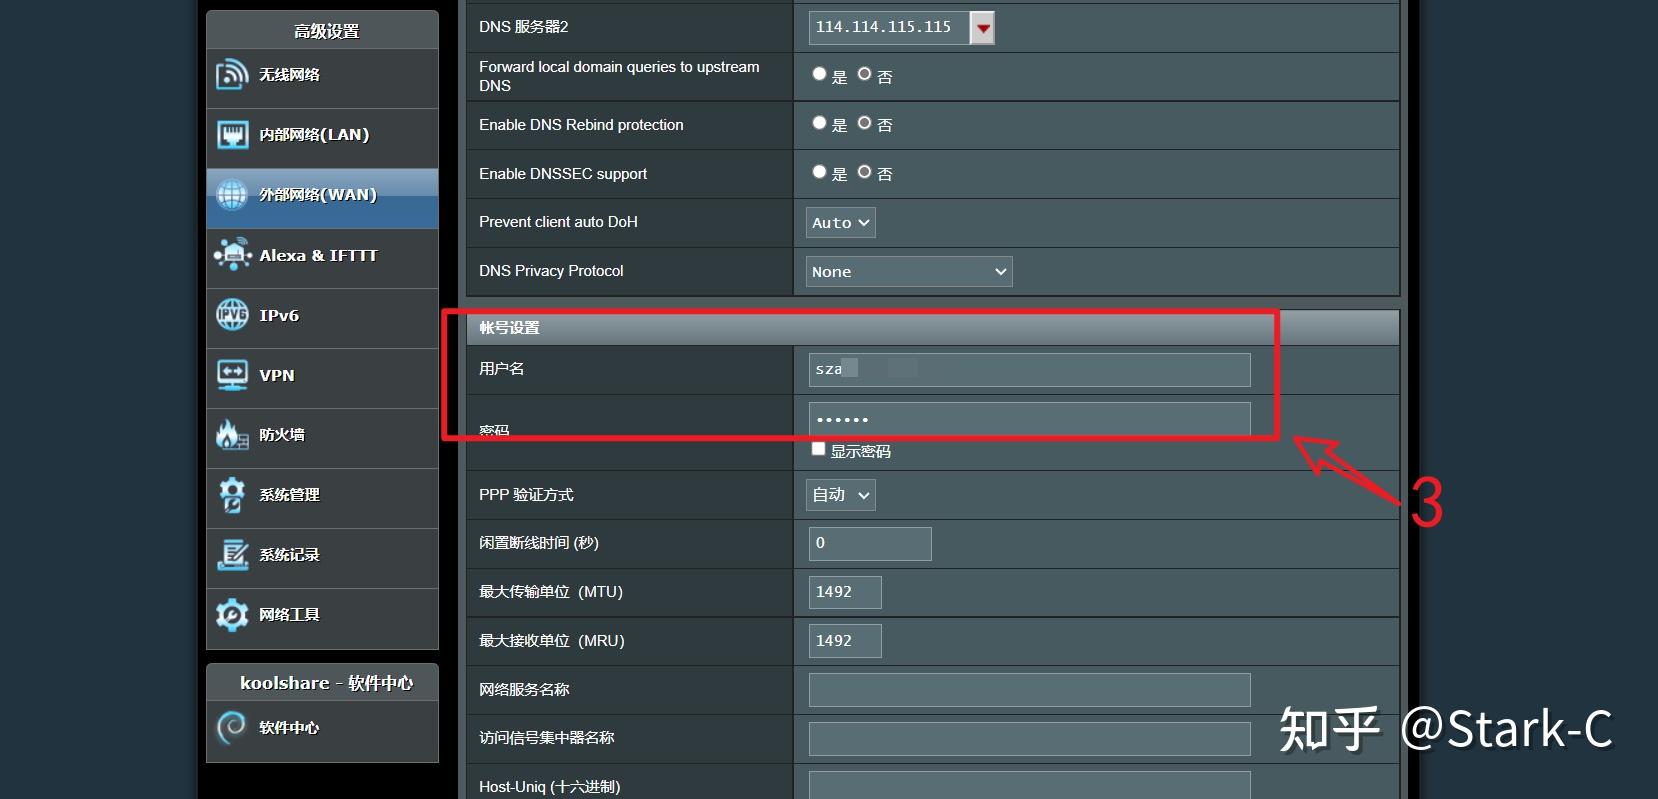 高级设置
无线网络
内部网络(LAN)
外部网络(WAN)
Alexa & IFTTT
IPv6
VPN
防火墙
系统管理
系统记录
网络工具
koolshare - 软件中心
软件中心
DNS 服务器2
114.114.115.115
Forward local domain queries to upstream
DNS
是 否
Enable DNS Rebind protection
是 否
Enable DNSSEC support
是 否
Prevent client auto DoH
Auto
DNS Privacy Protocol
None
帐号设置
用户名
sza
密码
••••••
显示密码
PPP 验证方式
自动
闲置断线时间 (秒)
0
最大传输单位（MTU）
1492
最大接收单位（MRU）
1492
网络服务名称
访问信号集中器名称
Host-Uniq (十六进制)
3
知乎 @Stark-C